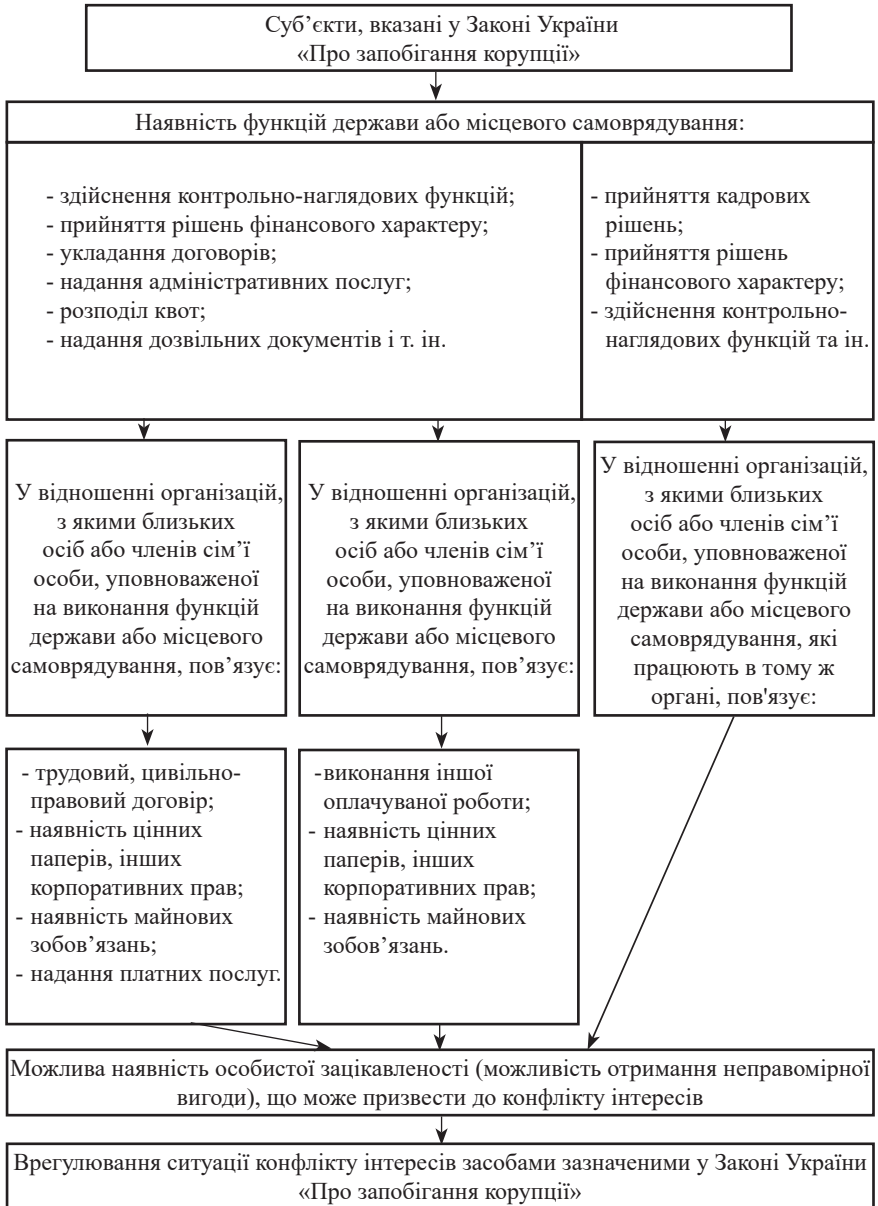 Суб’єкти, вказані у Законі України
«Про запобігання корупції»
Наявність функцій держави або місцевого самоврядування:
- здійснення контрольно-наглядових функцій;
- прийняття рішень фінансового характеру;
- укладання договорів;
- надання адміністративних послуг;
- розподіл квот;
- надання дозвільних документів і т. ін.
- прийняття кадрових
рішень;
- прийняття рішень
фінансового характеру;
- здійснення контрольно-
наглядових функцій та ін.
У відношенні організацій,
з якими близьких
осіб або членів сім’ї
особи, уповноваженої
на виконання функцій
держави або місцевого
самоврядування, пов’язує:
У відношенні організацій,
з якими близьких
осіб або членів сім’ї
особи, уповноваженої
на виконання функцій
держави або місцевого
самоврядування, пов’язує:
У відношенні організацій,
з якими близьких
осіб або членів сім’ї
особи, уповноваженої
на виконання функцій
держави або місцевого
самоврядування, які
працюють в тому ж
органі, пов'язує:
- трудовий, цивільно-
правовий договір;
- наявність цінних
паперів, інших
корпоративних прав;
- наявність майнових
зобов’язань;
- надання платних послуг.
-виконання іншої
оплачуваної роботи;
- наявність цінних
паперів, інших
корпоративних прав;
- наявність майнових
зобов’язань.
Можлива наявність особистої зацікавленості (можливість отримання неправомірної
вигоди), що може призвести до конфлікту інтересів
Врегулювання ситуації конфлікту інтересів засобами зазначеними у Законі України
«Про запобігання корупції»